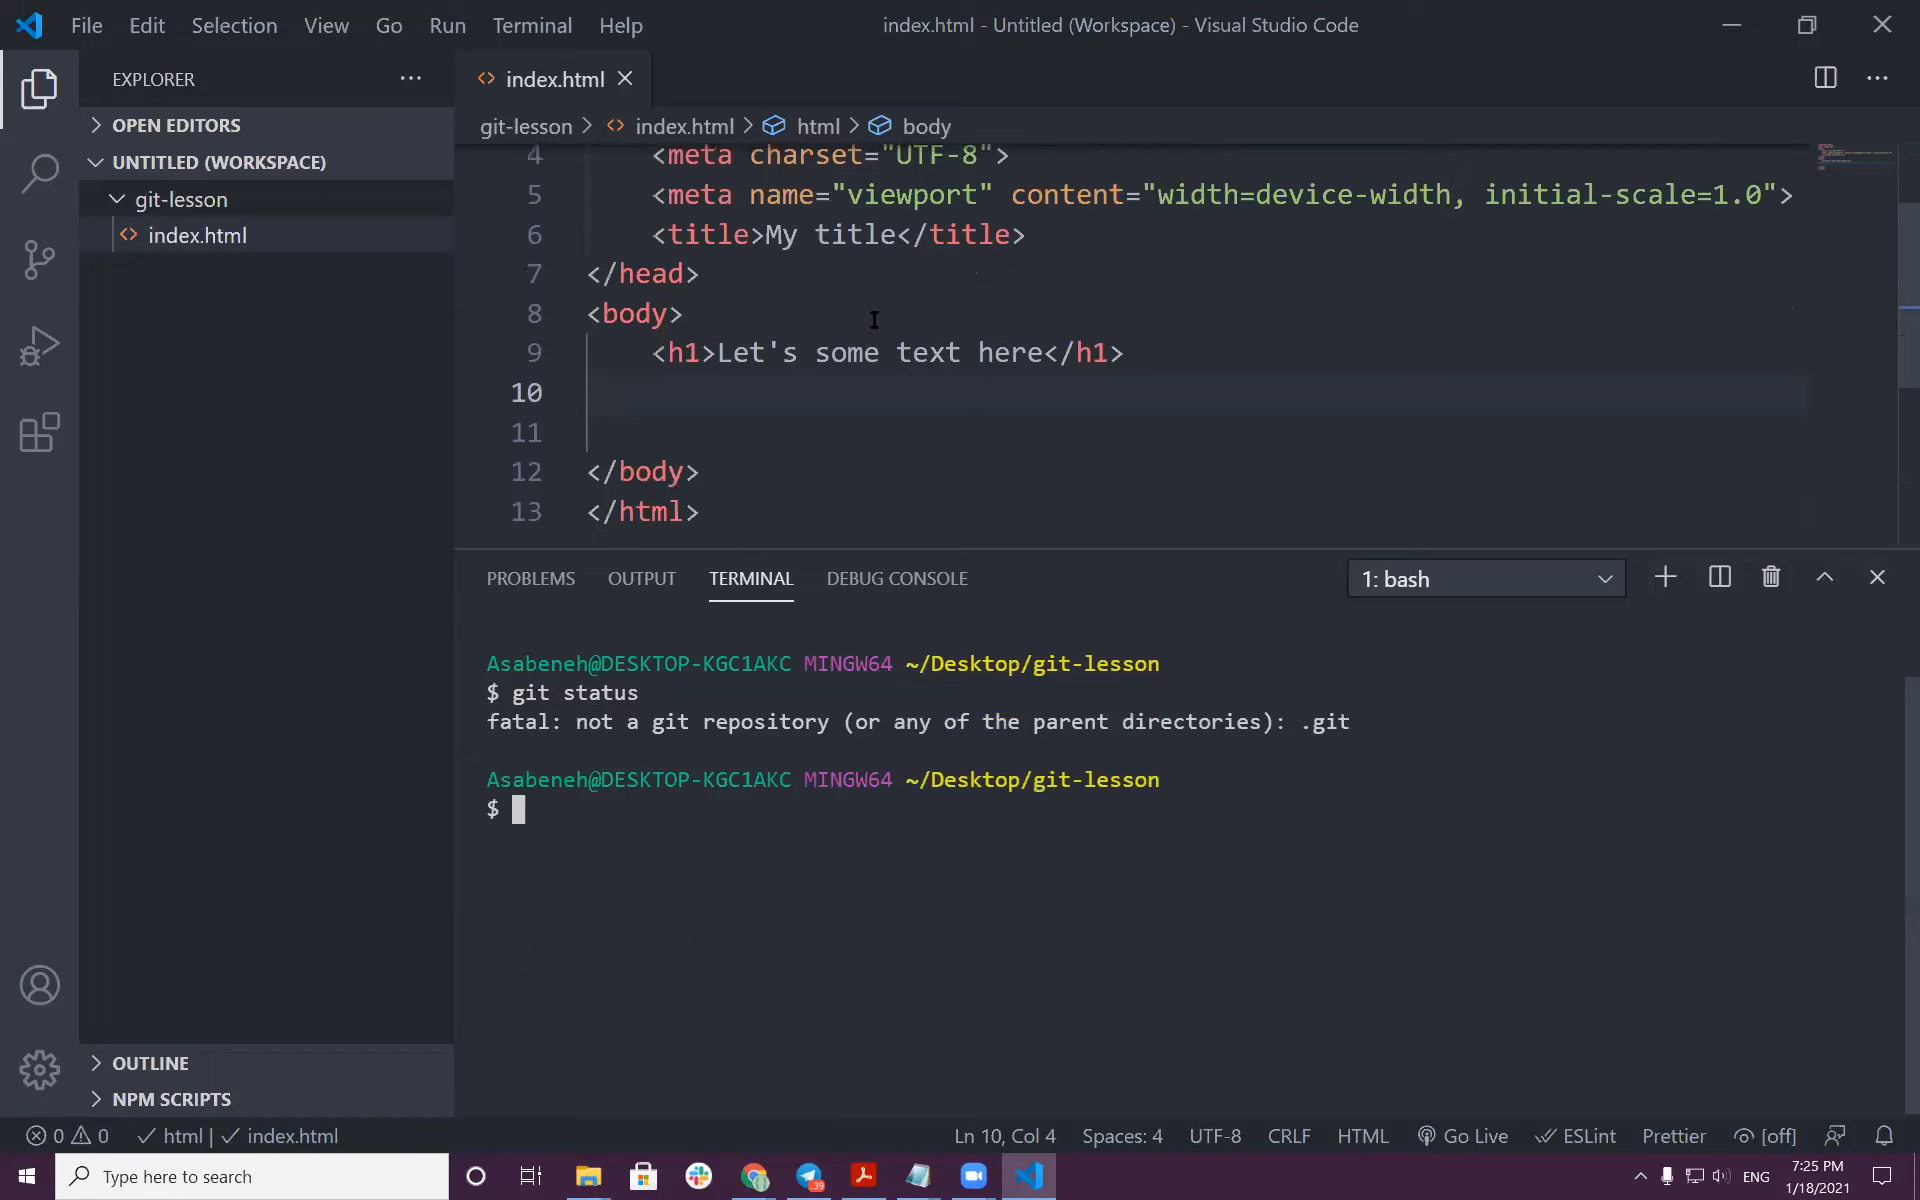 File Edit Selection View Go Run Terminal Help
index.html - Untitled (Workspace) - Visual Studio Code
EXPLORER
OPEN EDITORS
UNTITLED (WORKSPACE)
git-lesson
index.html
OUTLINE
NPM SCRIPTS
index.html
git-lesson > index.html > html > body
4 <meta charset="UTF-8">
5 <meta name="viewport" content="width=device-width, initial-scale=1.0">
6 <title>My title</title>
7 </head>
8 <body>
9 <h1>Let's some text here</h1>
10
11
12 </body>
13 </html>
PROBLEMS OUTPUT TERMINAL DEBUG CONSOLE
1: bash
Asabeneh@DESKTOP-KGC1AKC MINGW64 ~/Desktop/git-lesson
$ git status
fatal: not a git repository (or any of the parent directories): .git
Asabeneh@DESKTOP-KGC1AKC MINGW64 ~/Desktop/git-lesson
$
0 0 html | index.html Ln 10, Col 4 Spaces: 4 UTF-8 CRLF HTML Go Live ESLint Prettier [off]
Type here to search
39
ENG
7:25 PM
1/18/2021